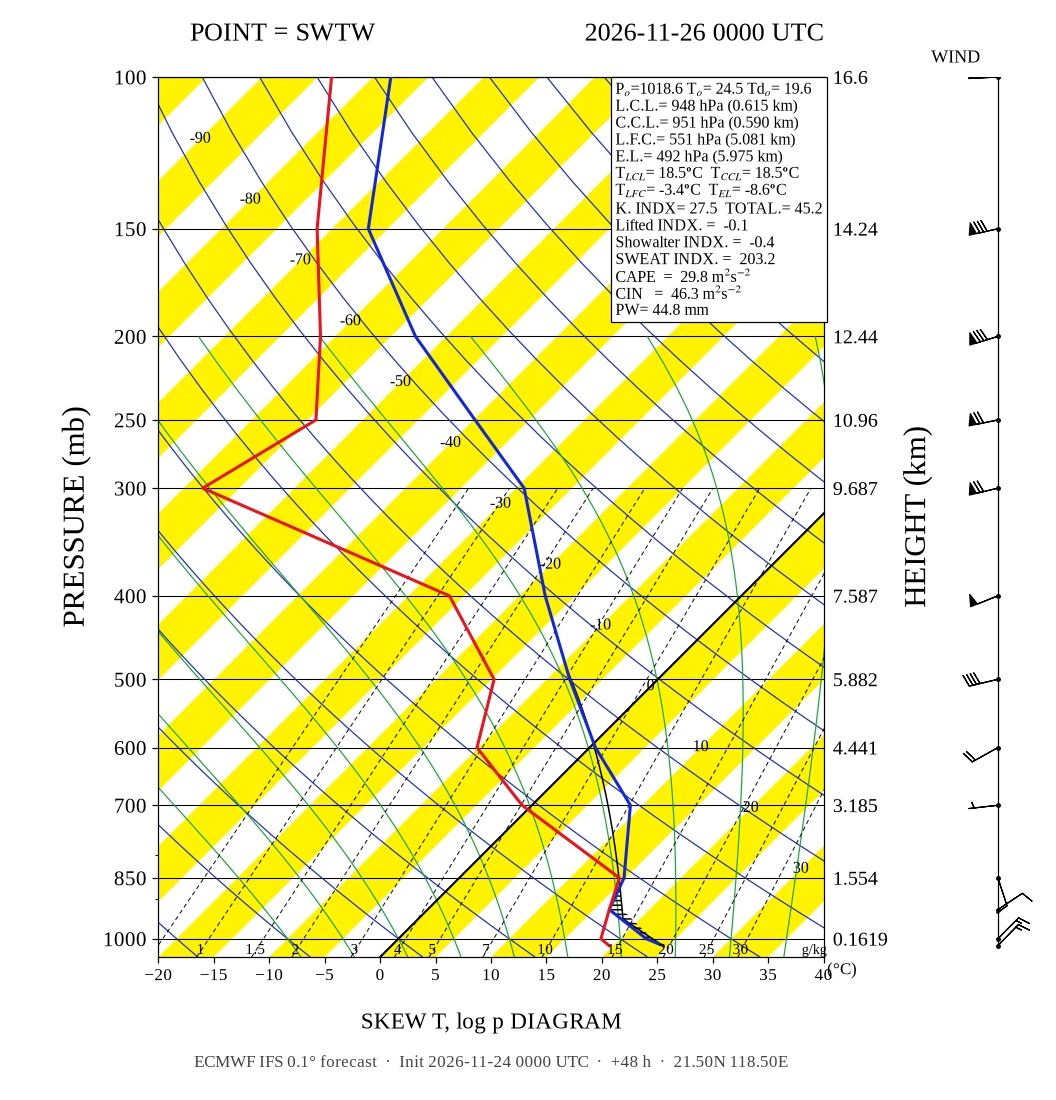 POINT = SWTW
2026-11-26 0000 UTC
WIND
Pₒ=1018.6 Tₒ= 24.5 Tdₒ= 19.6
L.C.L.= 948 hPa (0.615 km)
C.C.L.= 951 hPa (0.590 km)
L.F.C.= 551 hPa (5.081 km)
E.L.= 492 hPa (5.975 km)
T_LCL= 18.5°C T_CCL= 18.5°C
T_LFC= -3.4°C T_EL= -8.6°C
K. INDX= 27.5 TOTAL.= 45.2
Lifted INDX. = -0.1
Showalter INDX. = -0.4
SWEAT INDX. = 203.2
CAPE = 29.8 m²s⁻²
CIN = 46.3 m²s⁻²
PW= 44.8 mm
100
150
200
250
300
400
500
600
700
850
1000
PRESSURE (mb)
-90
-80
-70
-60
-50
-40
-30
-20
-10
0
10
20
30
16.6
14.24
12.44
10.96
9.687
7.587
5.882
4.441
3.185
1.554
0.1619
HEIGHT (km)
1 1.5 2 3 4 5 7 10 15 20 25 30 g/kg
−20 −15 −10 −5 0 5 10 15 20 25 30 35 40 (°C)
SKEW T, log p DIAGRAM
ECMWF IFS 0.1° forecast · Init 2026-11-24 0000 UTC · +48 h · 21.50N 118.50E